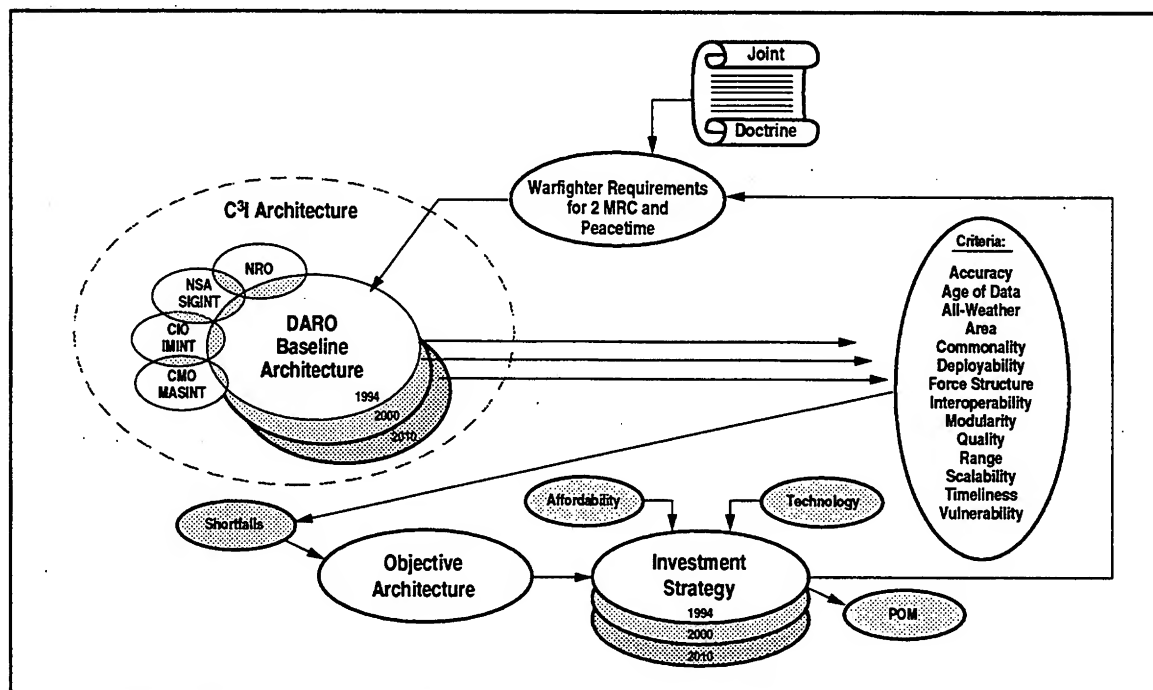 Joint
Doctrine
Warfighter Requirements
for 2 MRC and
Peacetime
C³I Architecture
NRO
NSA
SIGINT
CIO
IMINT
CMO
MASINT
DARO
Baseline
Architecture
1994
2000
2010
Criteria:
Accuracy
Age of Data
All-Weather
Area
Commonality
Deployability
Force Structure
Interoperability
Modularity
Quality
Range
Scalability
Timeliness
Vulnerability
Shortfalls
Objective
Architecture
Affordability
Technology
Investment
Strategy
1994
2000
2010
POM